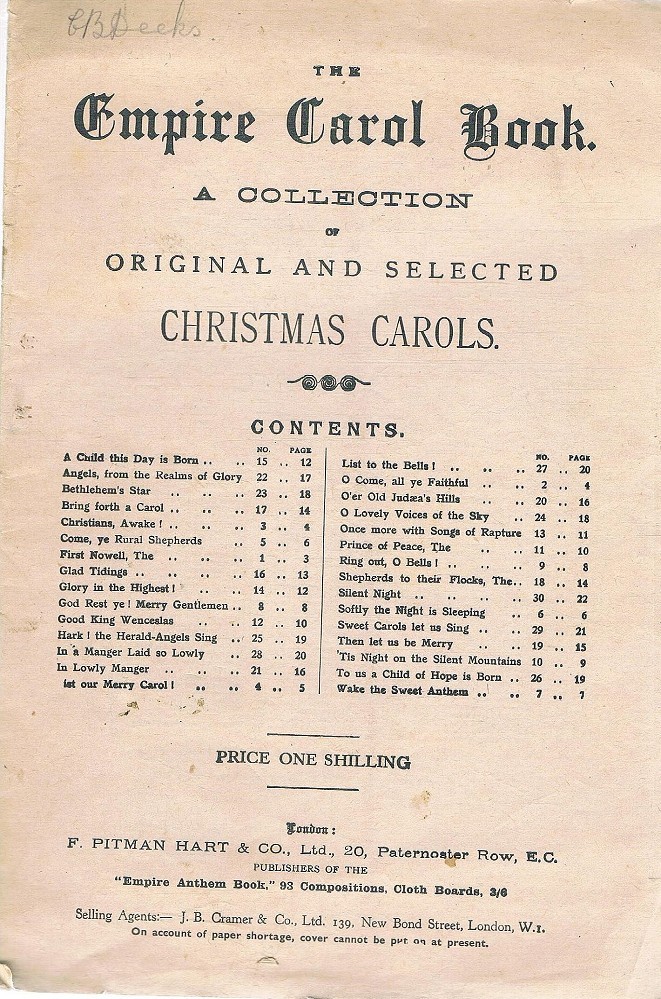 C B Deeks
THE
Empire Carol Book.
A COLLECTION
OF
ORIGINAL AND SELECTED
CHRISTMAS CAROLS.
CONTENTS.
NO. PAGE
A Child this Day is Born .. .. 15 .. 12
Angels, from the Realms of Glory 22 .. 17
Bethlehem's Star .. .. .. 23 .. 18
Bring forth a Carol .. .. .. 17 .. 14
Christians, Awake ! .. .. .. 3 .. 4
Come, ye Rural Shepherds .. 5 .. 6
First Nowell, The .. .. .. 1 .. 3
Glad Tidings .. .. .. .. 16 .. 13
Glory in the Highest ! .. .. 14 .. 12
God Rest ye ! Merry Gentlemen .. 8 .. 8
Good King Wenceslas .. .. 12 .. 10
Hark ! the Herald-Angels Sing .. 25 .. 19
In a Manger Laid so Lowly .. 28 .. 20
In Lowly Manger .. .. .. 21 .. 16
ist our Merry Carol ! .. .. 4 .. 5
NO. PAGE
List to the Bells ! .. .. .. 27 .. 20
O Come, all ye Faithful .. .. 2 .. 4
O'er Old Judæa's Hills .. .. 20 .. 16
O Lovely Voices of the Sky .. 24 .. 18
Once more with Songs of Rapture 13 .. 11
Prince of Peace, The .. .. 11 .. 10
Ring out, O Bells ! .. .. .. 9 .. 8
Shepherds to their Flocks, The.. 18 .. 14
Silent Night .. .. .. .. 30 .. 22
Softly the Night is Sleeping .. 6 .. 6
Sweet Carols let us Sing .. .. 29 .. 21
Then let us be Merry .. .. 19 .. 15
'Tis Night on the Silent Mountains 10 .. 9
To us a Child of Hope is Born .. 26 .. 19
Wake the Sweet Anthem .. .. 7 .. 7
PRICE ONE SHILLING
London :
F. PITMAN HART & CO., Ltd., 20, Paternoster Row, E.C.
PUBLISHERS OF THE
"Empire Anthem Book," 93 Compositions, Cloth Boards, 3/6
Selling Agents:— J. B. Cramer & Co., Ltd. 139, New Bond Street, London, W.1.
On account of paper shortage, cover cannot be put on at present.